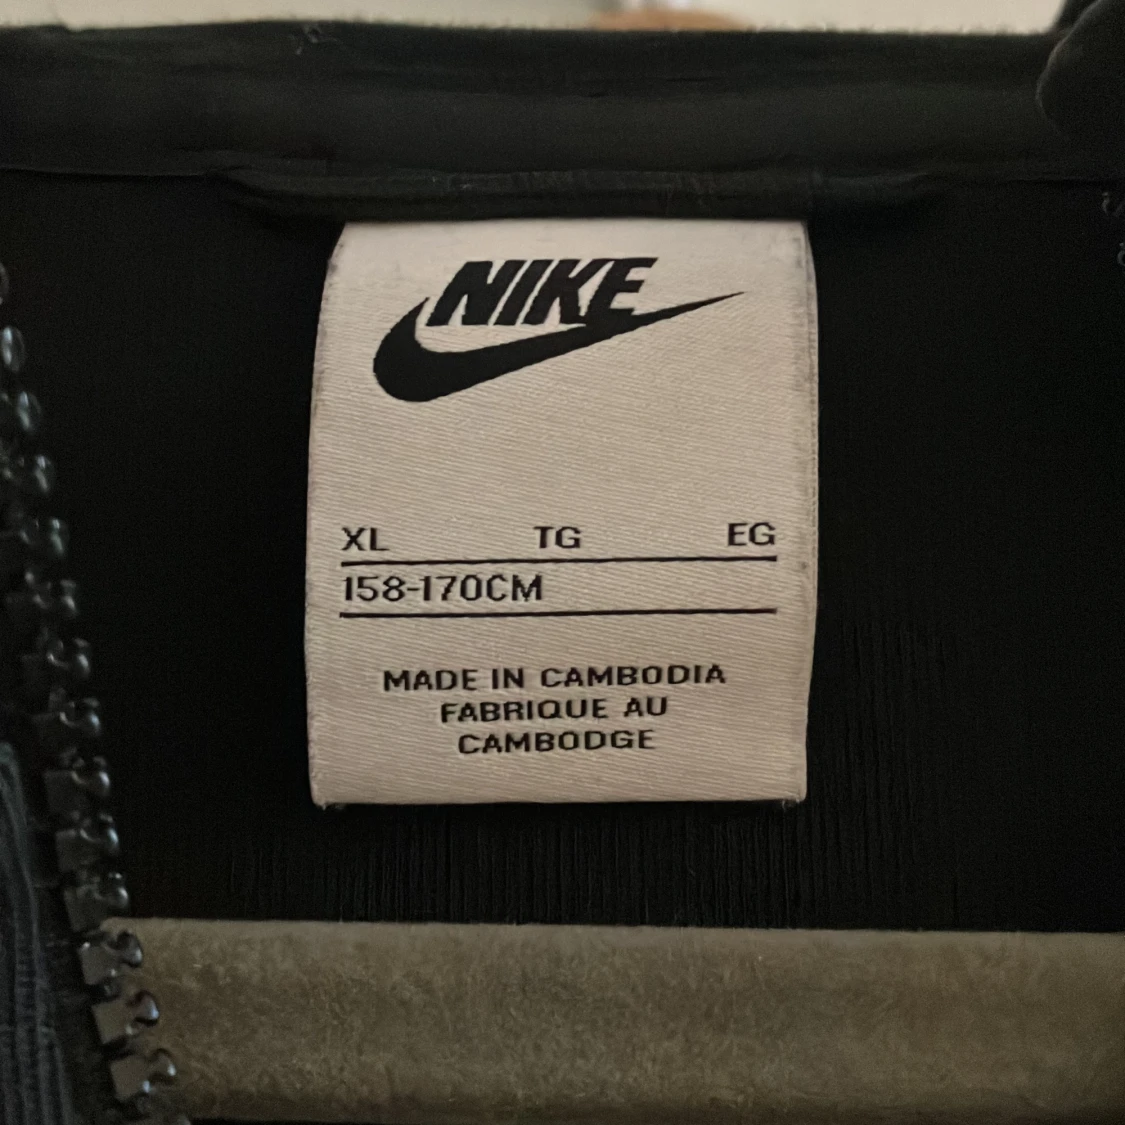 NIKE
XL TG EG
158-170CM
MADE IN CAMBODIA
FABRIQUE AU
CAMBODGE